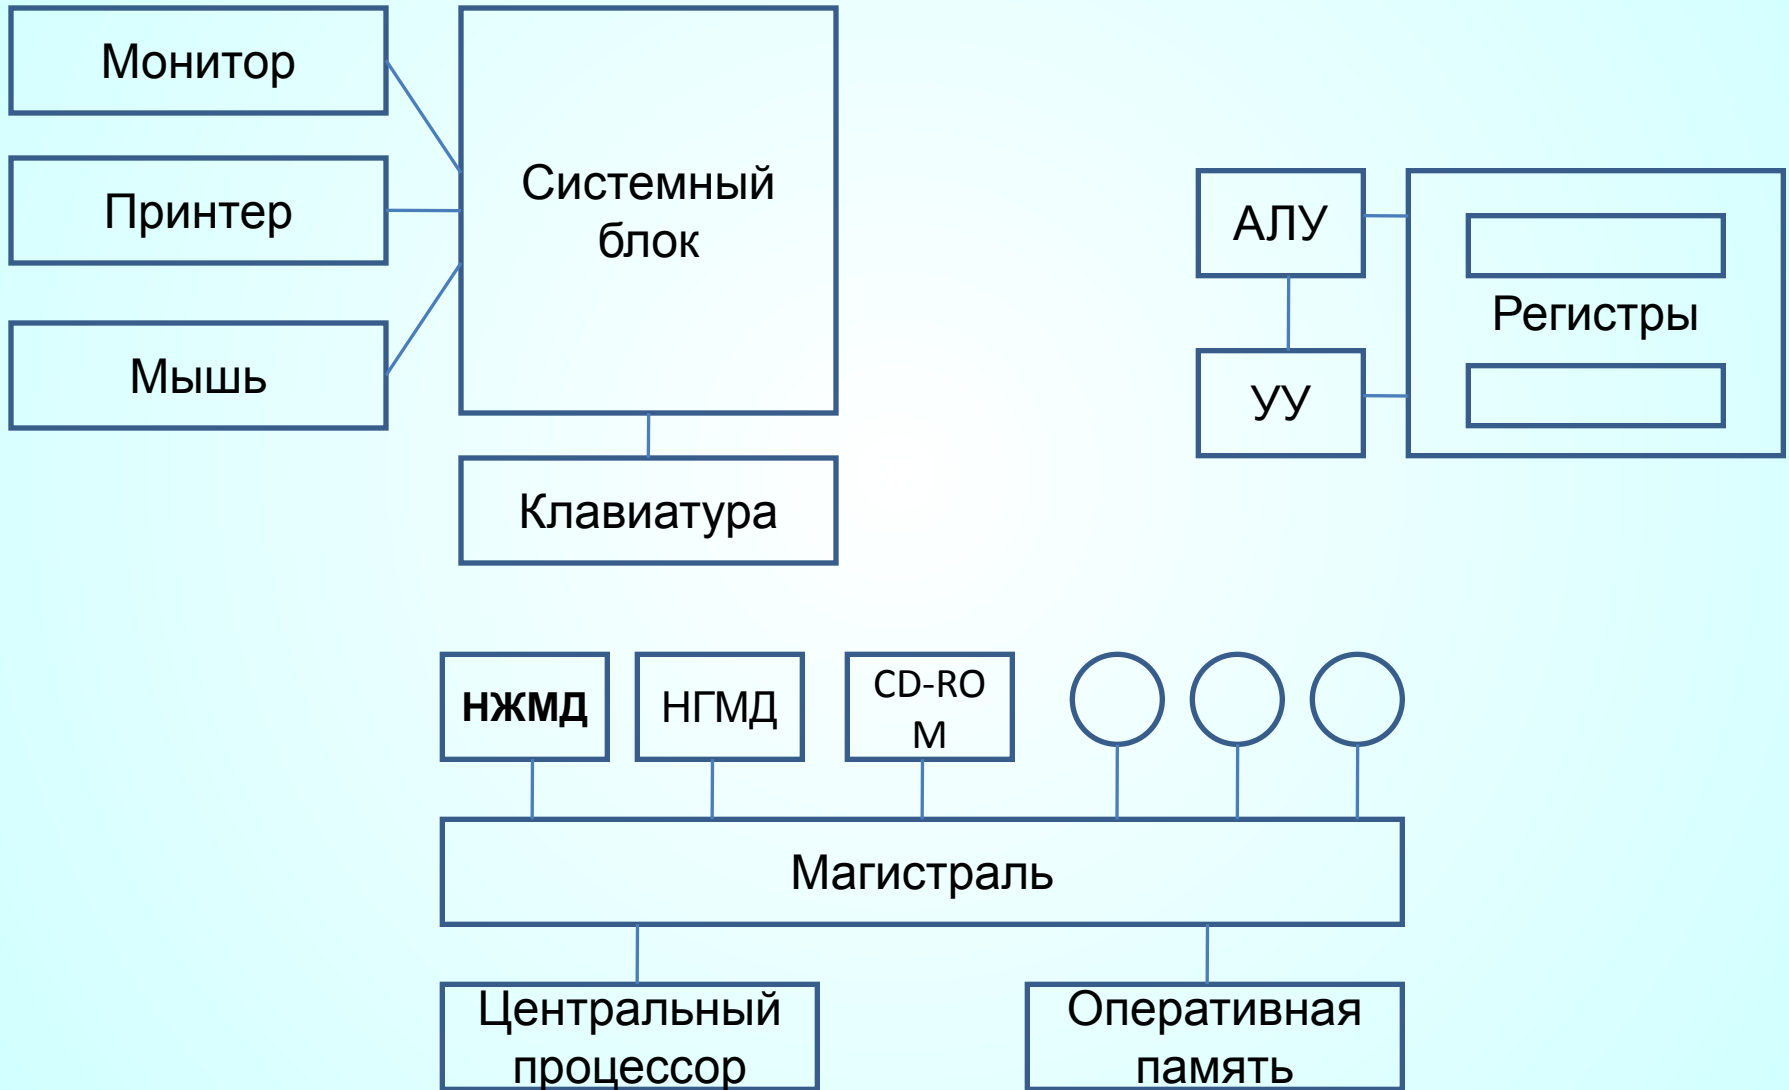 Монитор
Принтер
Мышь
Системный
блок
Клавиатура
АЛУ
УУ
Регистры
НЖМД
НГМД
CD-RO
M
Магистраль
Центральный
процессор
Оперативная
память